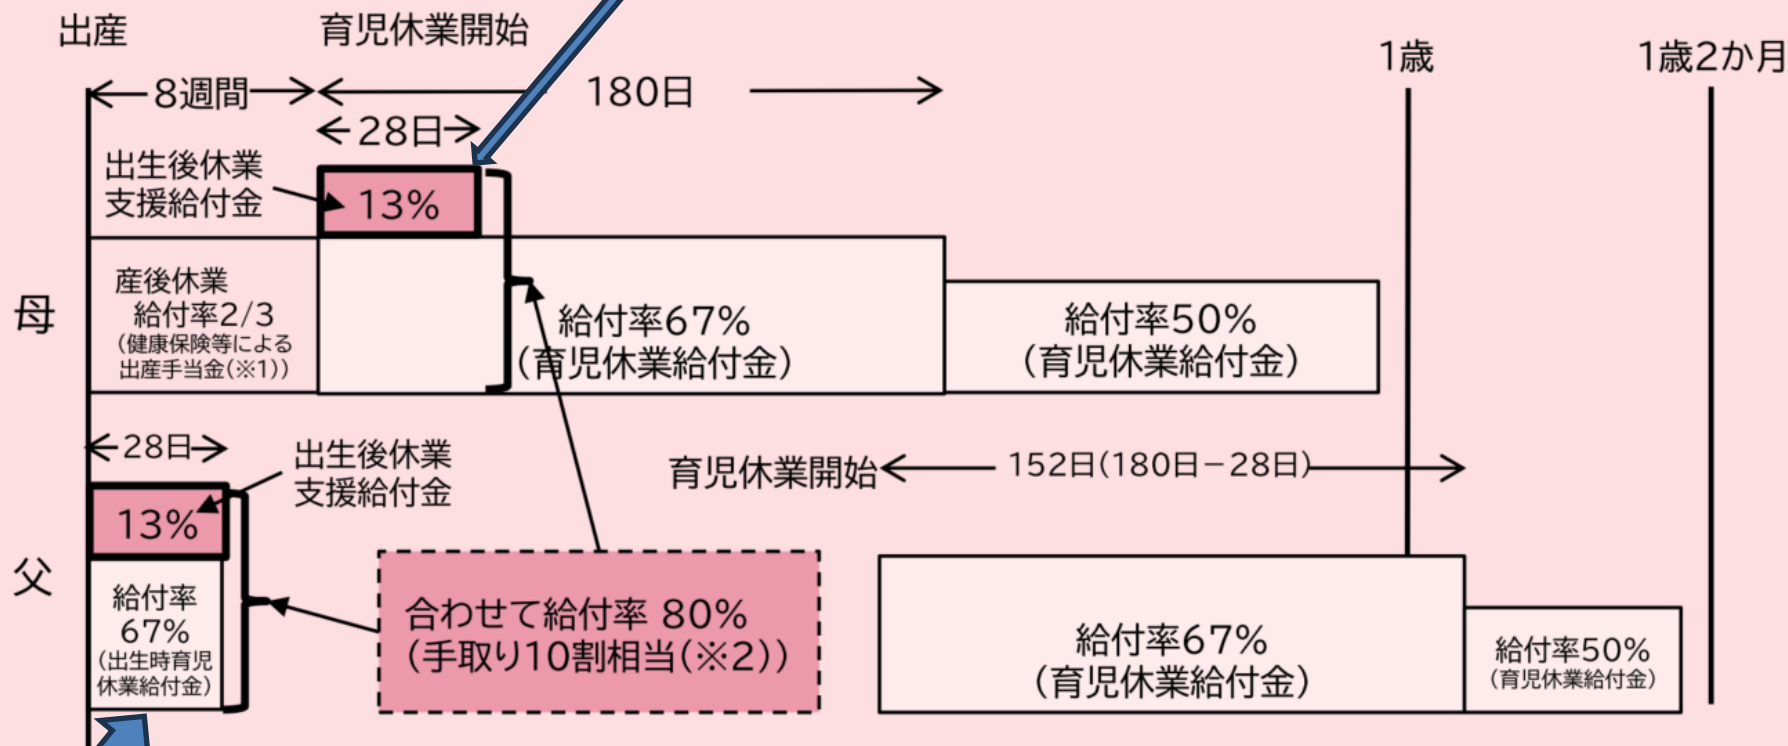 出産
育児休業開始
1歳
1歳2か月
8週間
180日
28日
出生後休業
支援給付金
13%
母
産後休業
給付率2/3
(健康保険等による
出産手当金(※1))
給付率67%
(育児休業給付金)
給付率50%
(育児休業給付金)
28日
出生後休業
支援給付金
育児休業開始
152日(180日-28日)
父
13%
給付率
67%
(出生時育児
休業給付金)
合わせて給付率 80%
(手取り10割相当(※2))
給付率67%
(育児休業給付金)
給付率50%
(育児休業給付金)